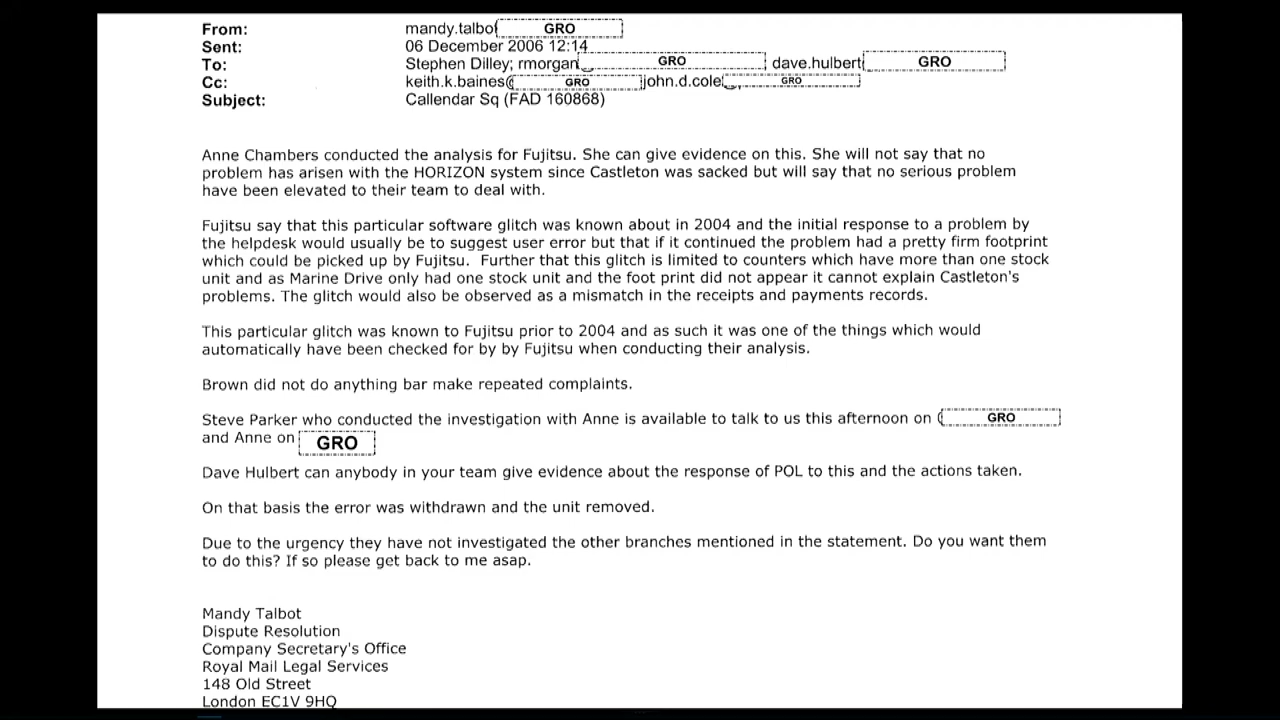 From: mandy.talbot GRO
Sent: 06 December 2006 12:14
To: Stephen Dilley; rmorgan GRO dave.hulbert GRO
Cc: keith.k.baines@ GRO john.d.cole GRO
Subject: Callendar Sq (FAD 160868)
Anne Chambers conducted the analysis for Fujitsu. She can give evidence on this. She will not say that no
problem has arisen with the HORIZON system since Castleton was sacked but will say that no serious problem
have been elevated to their team to deal with.
Fujitsu say that this particular software glitch was known about in 2004 and the initial response to a problem by
the helpdesk would usually be to suggest user error but that if it continued the problem had a pretty firm footprint
which could be picked up by Fujitsu. Further that this glitch is limited to counters which have more than one stock
unit and as Marine Drive only had one stock unit and the foot print did not appear it cannot explain Castleton's
problems. The glitch would also be observed as a mismatch in the receipts and payments records.
This particular glitch was known to Fujitsu prior to 2004 and as such it was one of the things which would
automatically have been checked for by by Fujitsu when conducting their analysis.
Brown did not do anything bar make repeated complaints.
Steve Parker who conducted the investigation with Anne is available to talk to us this afternoon on ( GRO
and Anne on GRO
Dave Hulbert can anybody in your team give evidence about the response of POL to this and the actions taken.
On that basis the error was withdrawn and the unit removed.
Due to the urgency they have not investigated the other branches mentioned in the statement. Do you want them
to do this? If so please get back to me asap.
Mandy Talbot
Dispute Resolution
Company Secretary's Office
Royal Mail Legal Services
148 Old Street
London EC1V 9HQ